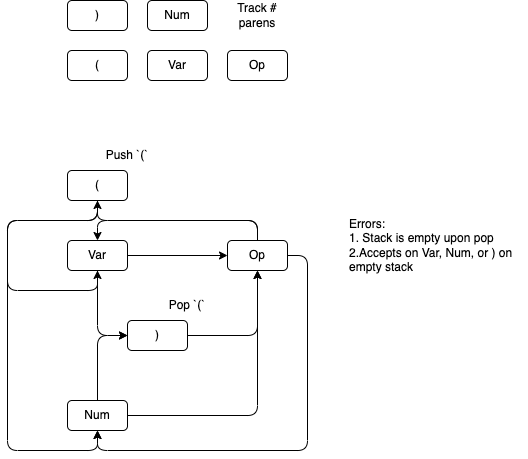 )
Num
Track #
parens
(
Var
Op
Push `(`
(
Errors:
1. Stack is empty upon pop
2.Accepts on Var, Num, or ) on
empty stack
Var
Op
Pop `(`
)
Num